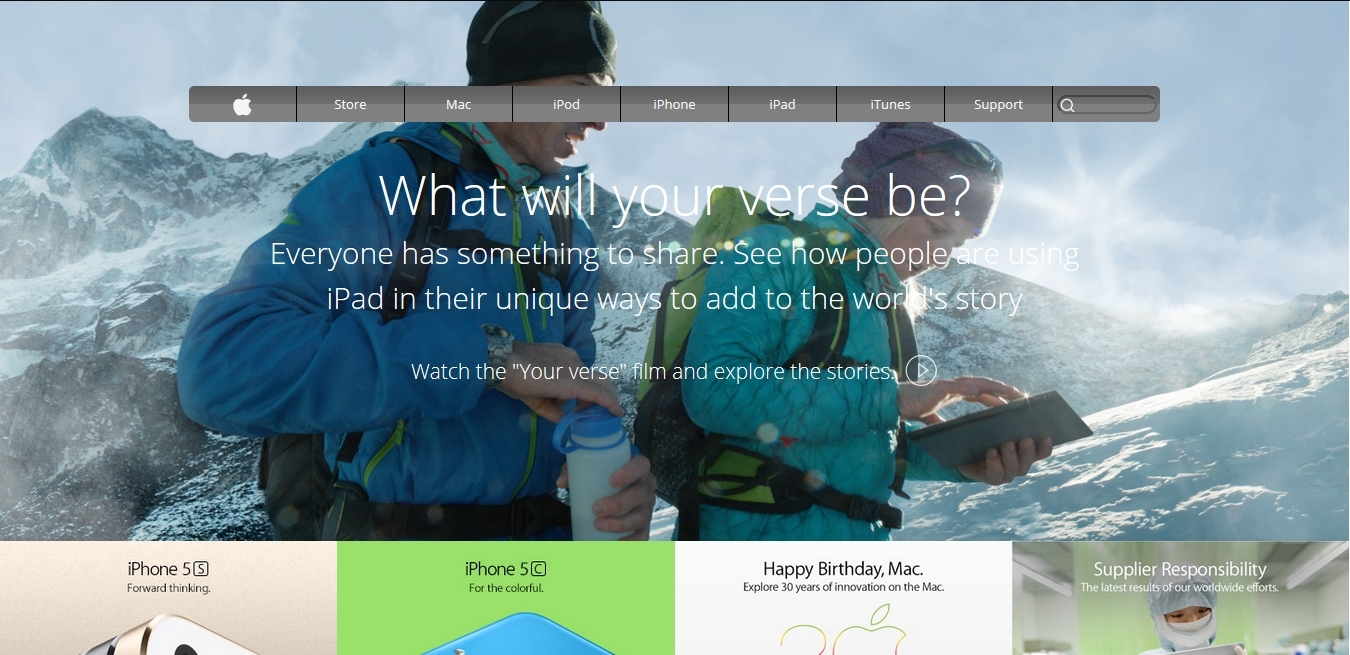 Store
Mac
iPod
iPhone
iPad
iTunes
Support
What will your verse be?
Everyone has something to share. See how people are using
iPad in their unique ways to add to the world's story
Watch the "Your verse" film and explore the stories.
iPhone 5S
Forward thinking.
iPhone 5C
For the colorful.
Happy Birthday, Mac.
Explore 30 years of innovation on the Mac.
30
Supplier Responsibility
The latest results of our worldwide efforts.